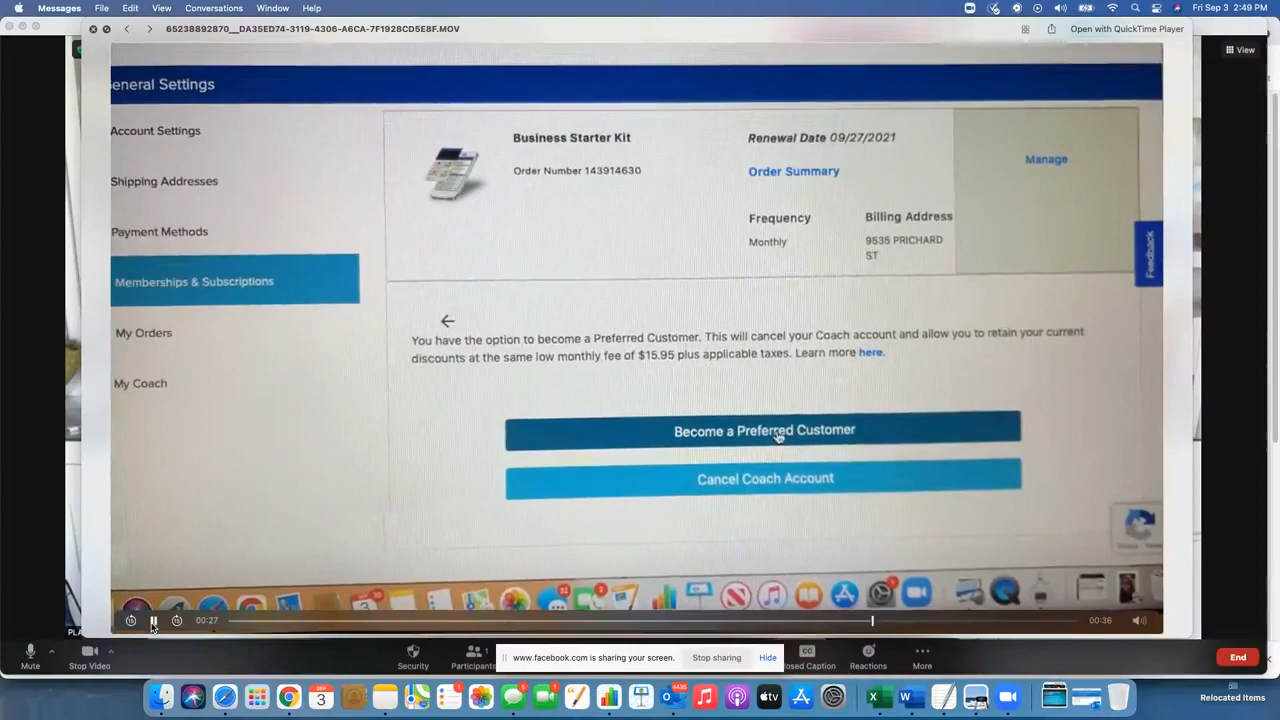 Messages File Edit View Conversations Window Help
Fri Sep 3 2:49 PM
65238892870__DA35ED74-3119-4306-A6CA-7F1928CD5E8F.MOV
Open with QuickTime Player
View
eneral Settings
Account Settings
Shipping Addresses
Payment Methods
Memberships & Subscriptions
My Orders
My Coach
Business Starter Kit
Order Number 143914630
Renewal Date 09/27/2021
Order Summary
Frequency
Monthly
Billing Address
9535 PRICHARD
ST
Manage
Feedback
You have the option to become a Preferred Customer. This will cancel your Coach account and allow you to retain your current
discounts at the same low monthly fee of $15.95 plus applicable taxes. Learn more here.
Become a Preferred Customer
Cancel Coach Account
00:27
00:36
Mute
Stop Video
Security
Participants
1
www.facebook.com is sharing your screen.
Stop sharing
Hide
losed Caption
Reactions
More
End
SEP
3
4430
Relocated Items